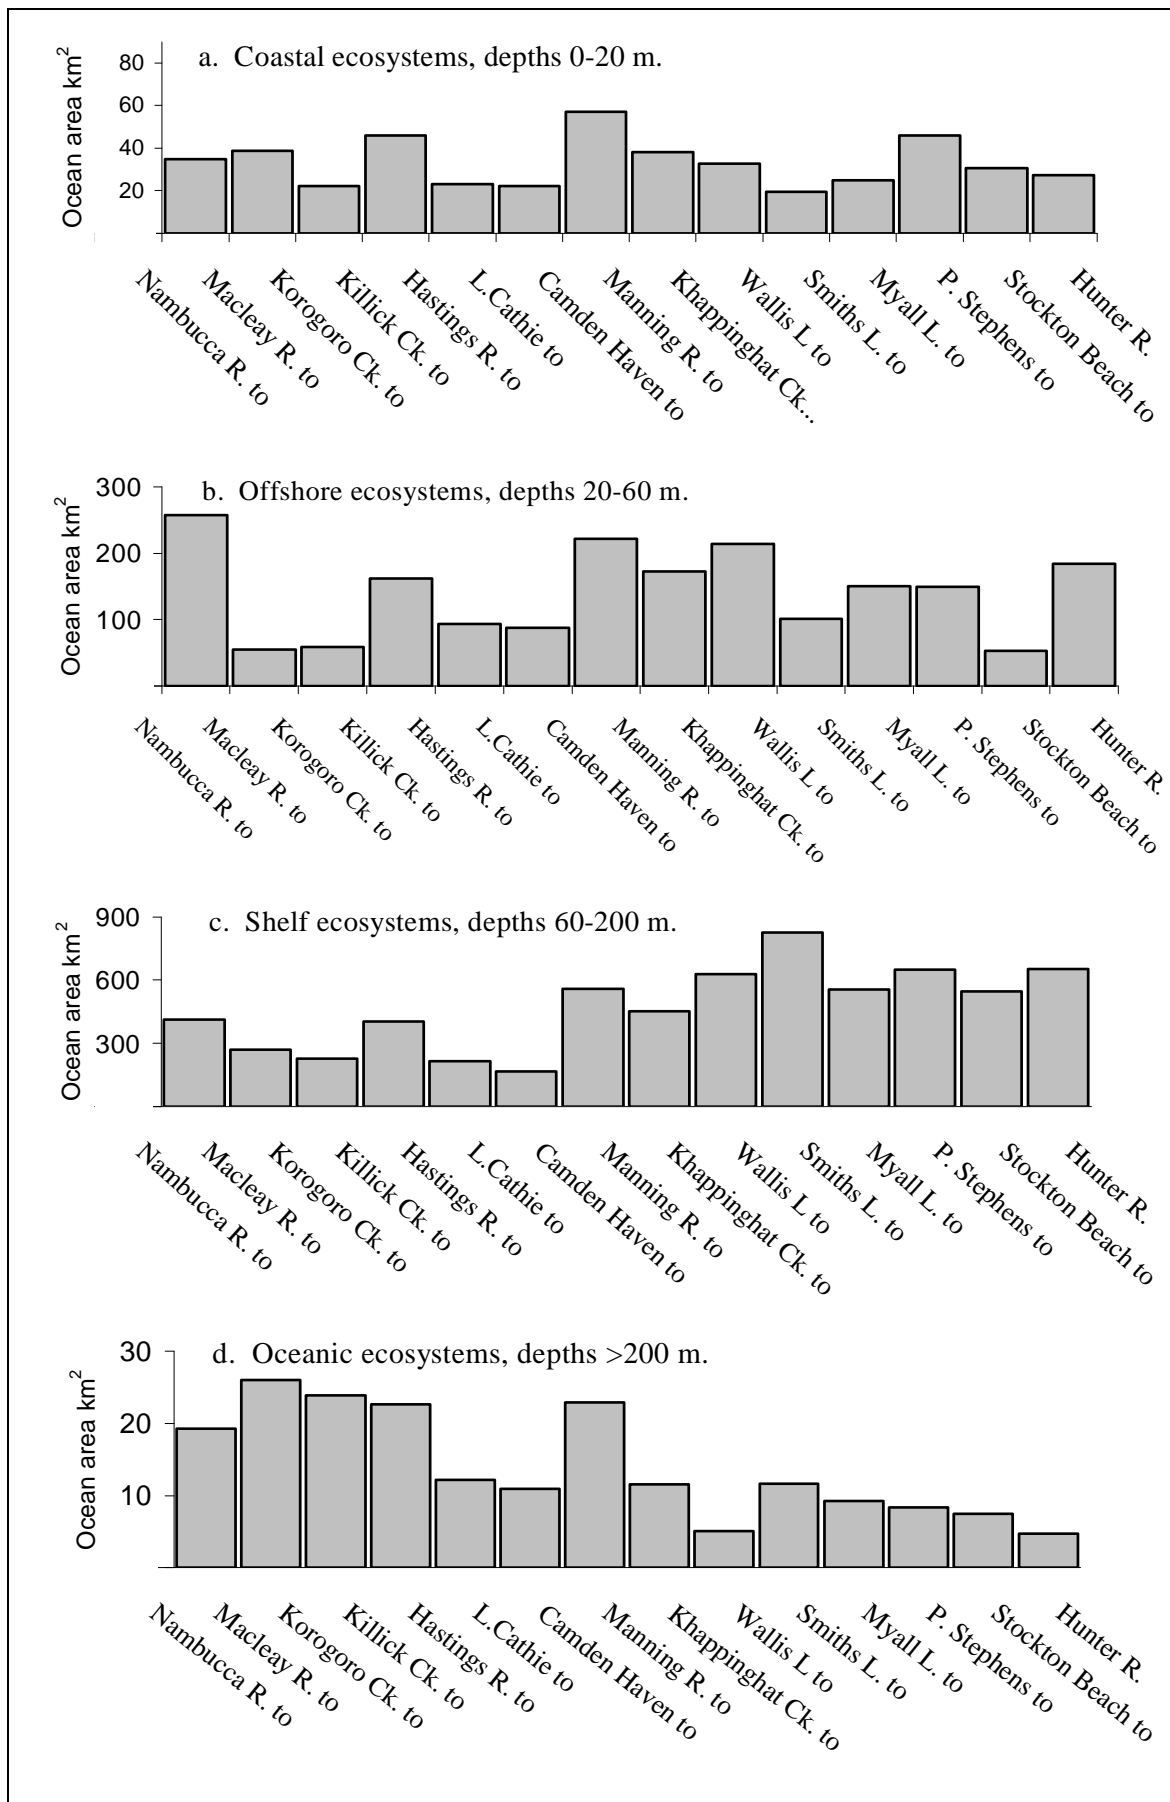 a. Coastal ecosystems, depths 0-20 m.
Ocean area km2
80
60
40
20
Nambucca R. to
Macleay R. to
Korogoro Ck. to
Killick Ck. to
Hastings R. to
L.Cathie to
Camden Haven to
Manning R. to
Khappinghat Ck...
Wallis L to
Smiths L. to
Myall L. to
P. Stephens to
Stockton Beach to
Hunter R.
b. Offshore ecosystems, depths 20-60 m.
Ocean area km2
300
200
100
Nambucca R. to
Macleay R. to
Korogoro Ck. to
Killick Ck. to
Hastings R. to
L.Cathie to
Camden Haven to
Manning R. to
Khappinghat Ck. to
Wallis L to
Smiths L. to
Myall L. to
P. Stephens to
Stockton Beach to
Hunter R.
c. Shelf ecosystems, depths 60-200 m.
Ocean area km2
900
600
300
Nambucca R. to
Macleay R. to
Korogoro Ck. to
Killick Ck. to
Hastings R. to
L.Cathie to
Camden Haven to
Manning R. to
Khappinghat Ck. to
Wallis L to
Smiths L. to
Myall L. to
P. Stephens to
Stockton Beach to
Hunter R.
d. Oceanic ecosystems, depths >200 m.
Ocean area km2
30
20
10
Nambucca R. to
Macleay R. to
Korogoro Ck. to
Killick Ck. to
Hastings R. to
L.Cathie to
Camden Haven to
Manning R. to
Khappinghat Ck. to
Wallis L to
Smiths L. to
Myall L. to
P. Stephens to
Stockton Beach to
Hunter R.